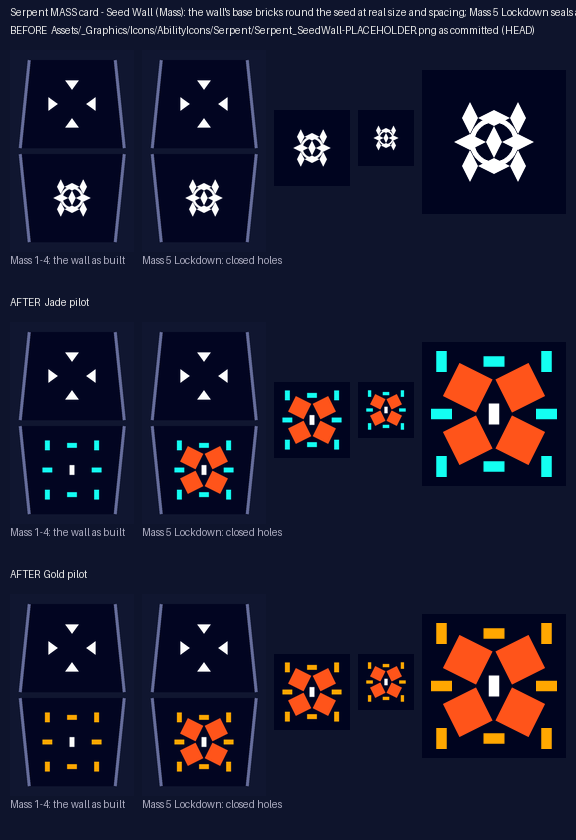 Serpent MASS card - Seed Wall (Mass): the wall's base bricks round the seed at real size and spacing; Mass 5 Lockdown seals
BEFORE Assets/_Graphics/Icons/AbilityIcons/Serpent/Serpent_SeedWall-PLACEHOLDER.png as committed (HEAD)
Mass 1-4: the wall as built Mass 5 Lockdown: closed holes
AFTER Jade pilot
Mass 1-4: the wall as built Mass 5 Lockdown: closed holes
AFTER Gold pilot
Mass 1-4: the wall as built Mass 5 Lockdown: closed holes